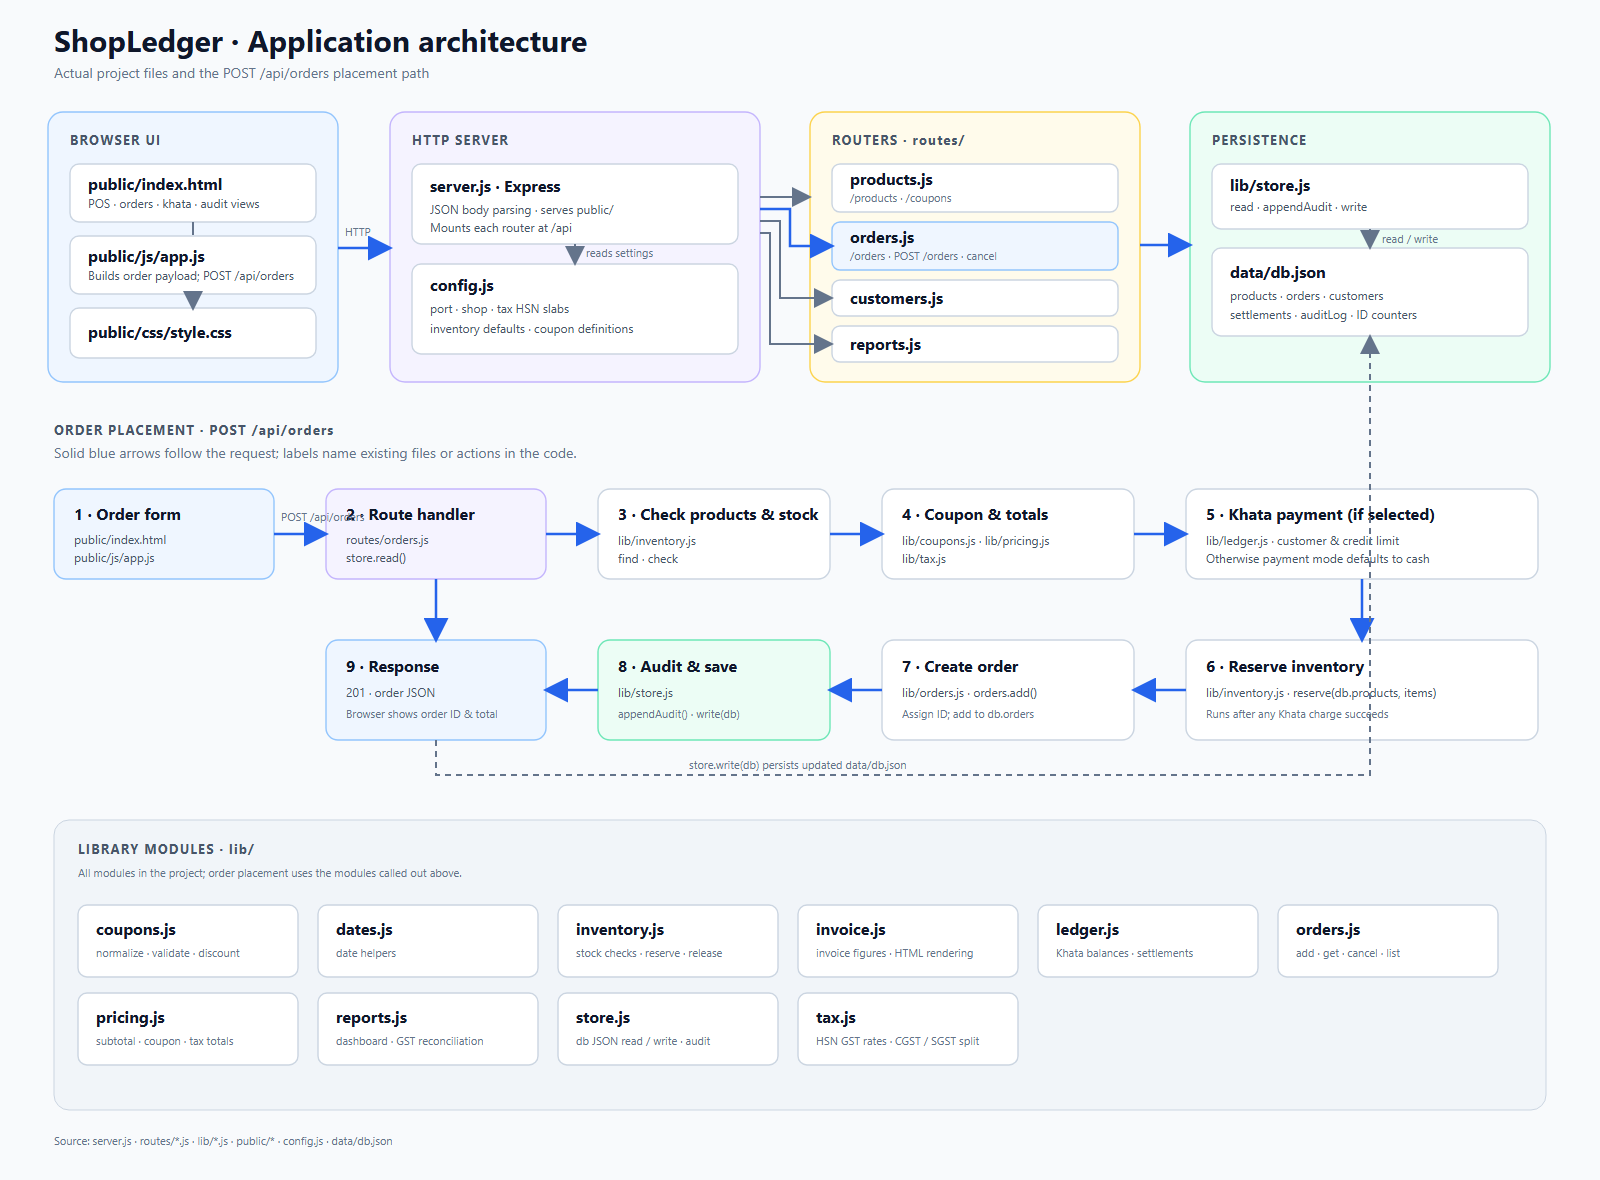 ShopLedger · Application architecture
Actual project files and the POST /api/orders placement path
BROWSER UI
public/index.html
POS · orders · khata · audit views
public/js/app.js
Builds order payload; POST /api/orders
public/css/style.css
HTTP
HTTP SERVER
server.js · Express
JSON body parsing · serves public/
Mounts each router at /api
reads settings
config.js
port · shop · tax HSN slabs
inventory defaults · coupon definitions
ROUTERS · routes/
products.js
/products · /coupons
orders.js
/orders · POST /orders · cancel
customers.js
reports.js
PERSISTENCE
lib/store.js
read · appendAudit · write
read / write
data/db.json
products · orders · customers
settlements · auditLog · ID counters
ORDER PLACEMENT · POST /api/orders
Solid blue arrows follow the request; labels name existing files or actions in the code.
1 · Order form
public/index.html
public/js/app.js
POST /api/orders
2 · Route handler
routes/orders.js
store.read()
3 · Check products & stock
lib/inventory.js
find · check
4 · Coupon & totals
lib/coupons.js · lib/pricing.js
lib/tax.js
5 · Khata payment (if selected)
lib/ledger.js · customer & credit limit
Otherwise payment mode defaults to cash
9 · Response
201 · order JSON
Browser shows order ID & total
8 · Audit & save
lib/store.js
appendAudit() · write(db)
7 · Create order
lib/orders.js · orders.add()
Assign ID; add to db.orders
6 · Reserve inventory
lib/inventory.js · reserve(db.products, items)
Runs after any Khata charge succeeds
store.write(db) persists updated data/db.json
LIBRARY MODULES · lib/
All modules in the project; order placement uses the modules called out above.
coupons.js
normalize · validate · discount
dates.js
date helpers
inventory.js
stock checks · reserve · release
invoice.js
invoice figures · HTML rendering
ledger.js
Khata balances · settlements
orders.js
add · get · cancel · list
pricing.js
subtotal · coupon · tax totals
reports.js
dashboard · GST reconciliation
store.js
db JSON read / write · audit
tax.js
HSN GST rates · CGST / SGST split
Source: server.js · routes/*.js · lib/*.js · public/* · config.js · data/db.json